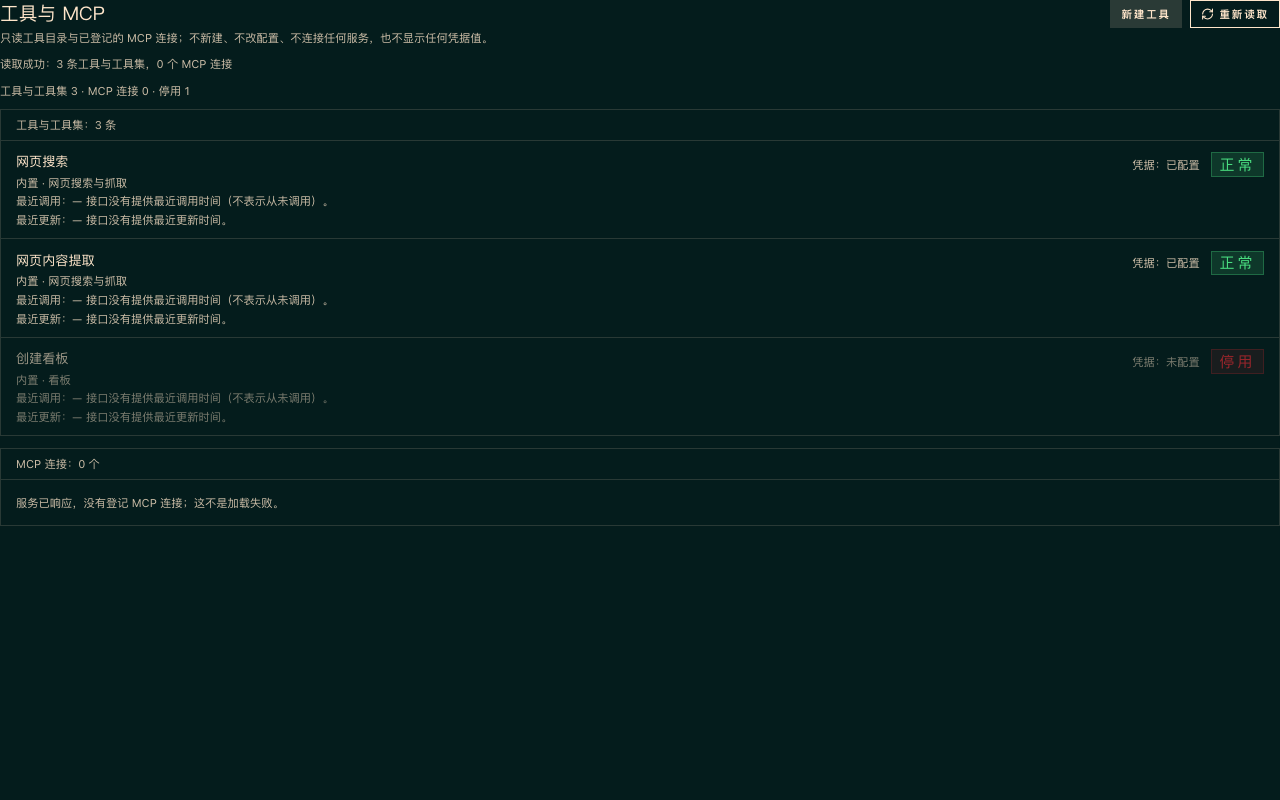 工具与 MCP
新建工具
重新读取
只读工具目录与已登记的 MCP 连接；不新建、不改配置、不连接任何服务，也不显示任何凭据值。
读取成功：3 条工具与工具集，0 个 MCP 连接
工具与工具集 3 · MCP 连接 0 · 停用 1
工具与工具集：3 条
网页搜索
凭据：已配置
正常
内置 · 网页搜索与抓取
最近调用：— 接口没有提供最近调用时间（不表示从未调用）。
最近更新：— 接口没有提供最近更新时间。
网页内容提取
凭据：已配置
正常
内置 · 网页搜索与抓取
最近调用：— 接口没有提供最近调用时间（不表示从未调用）。
最近更新：— 接口没有提供最近更新时间。
创建看板
凭据：未配置
停用
内置 · 看板
最近调用：— 接口没有提供最近调用时间（不表示从未调用）。
最近更新：— 接口没有提供最近更新时间。
MCP 连接：0 个
服务已响应，没有登记 MCP 连接；这不是加载失败。